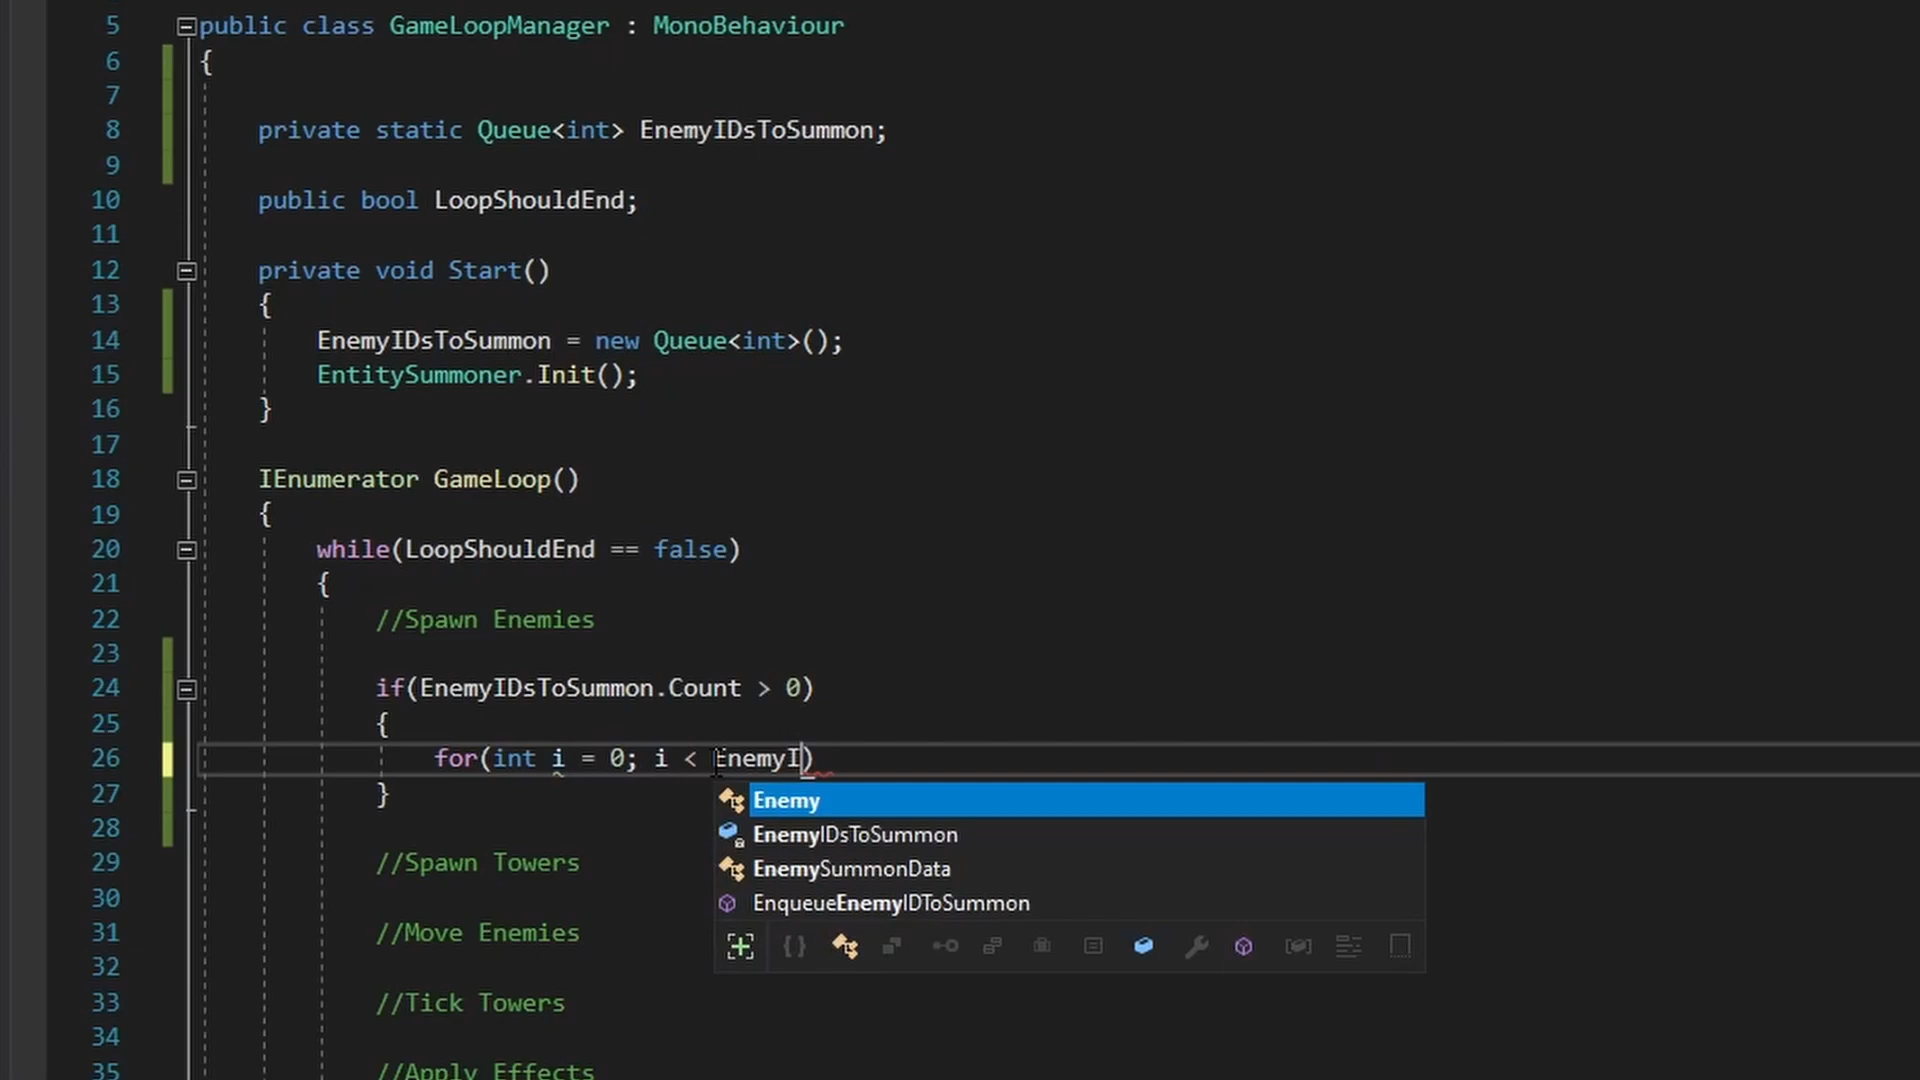 5 public class GameLoopManager : MonoBehaviour
6 {
7
8 private static Queue<int> EnemyIDsToSummon;
9
10 public bool LoopShouldEnd;
11
12 private void Start()
13 {
14 EnemyIDsToSummon = new Queue<int>();
15 EntitySummoner.Init();
16 }
17
18 IEnumerator GameLoop()
19 {
20 while(LoopShouldEnd == false)
21 {
22 //Spawn Enemies
23
24 if(EnemyIDsToSummon.Count > 0)
25 {
26 for(int i = 0; i < EnemyI)
27 }
Enemy
EnemyIDsToSummon
EnemySummonData
EnqueueEnemyIDToSummon
28
29 //Spawn Towers
30
31 //Move Enemies
32
33 //Tick Towers
34
35 //Apply Effects